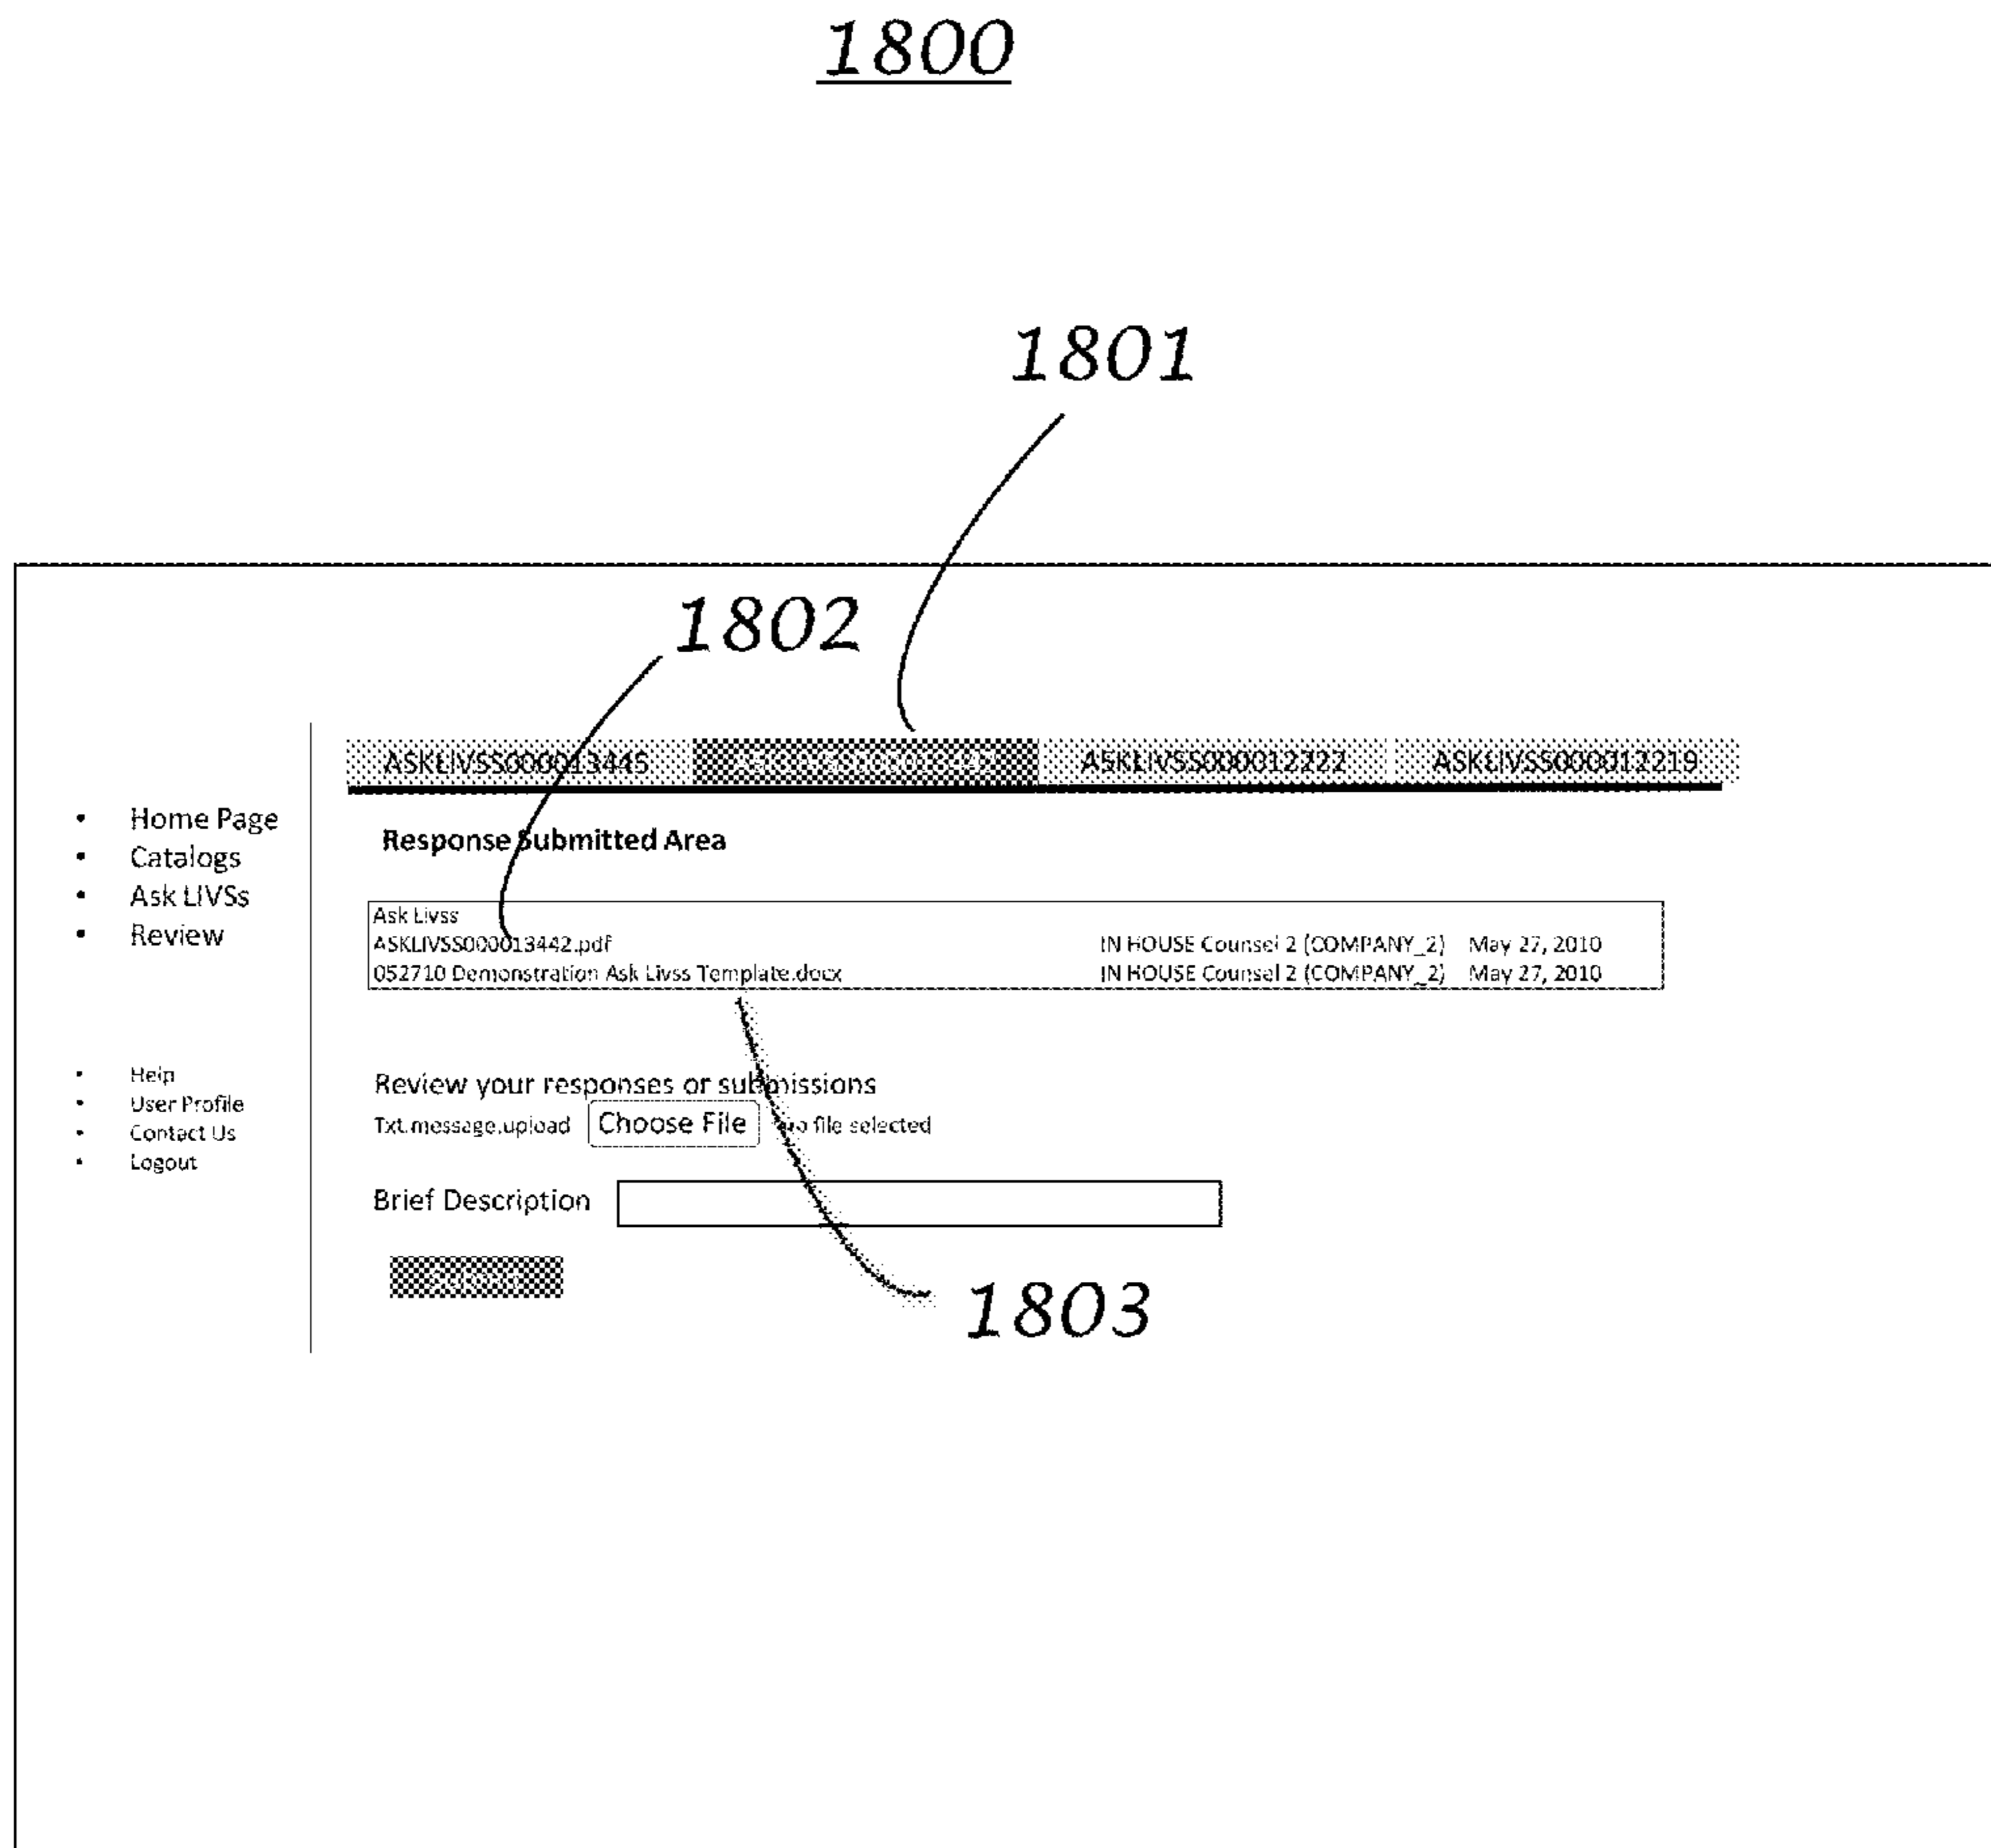 1800
1801
1802
ASKLIVSS000013445 ASKLIVSS000012222 ASKLIVSS000012219
• Home Page
• Catalogs
• Ask LIVSs
• Review
Response Submitted Area
Ask Livss
ASKLIVSS000013442.pdf IN HOUSE Counsel 2 (COMPANY_2) May 27, 2010
052710 Demonstration Ask Livss Template.docx IN HOUSE Counsel 2 (COMPANY_2) May 27, 2010
• Help
• User Profile
• Contact Us
• Logout
Review your responses or submissions
Txt.message.upload Choose File no file selected
Brief Description
Submit
1803